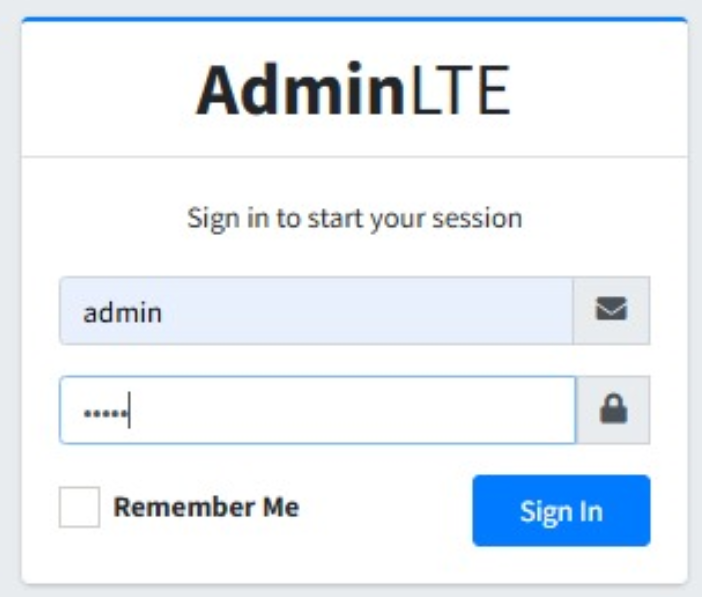 AdminLTE
Sign in to start your session
admin
•••••
Remember Me
Sign In